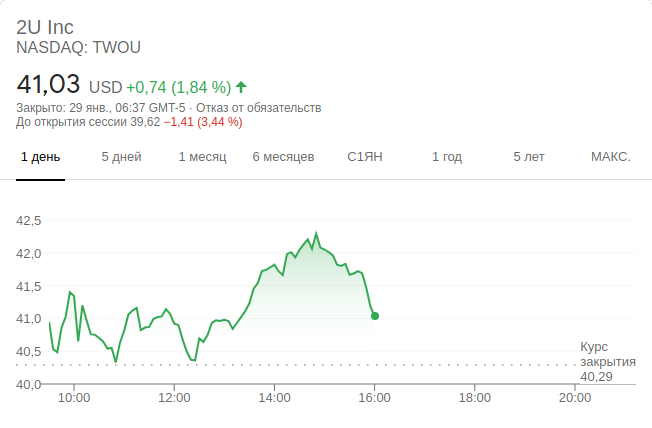 2U Inc
NASDAQ: TWOU
41,03 USD +0,74 (1,84 %)
Закрыто: 29 янв., 06:37 GMT-5 · Отказ от обязательств
До открытия сессии 39,62 −1,41 (3,44 %)
1 день 5 дней 1 месяц 6 месяцев С1ЯН 1 год 5 лет МАКС.
42,5
42,0
41,5
41,0
40,5
40,0
Курс
закрытия
40,29
10:00 12:00 14:00 16:00 18:00 20:00